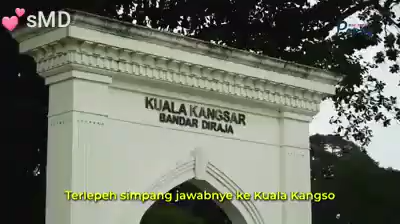 💕sMD
KUALA KANGSAR
BANDAR DIRAJA
Terlepeh simpang jawabnye ke Kuala Kangso